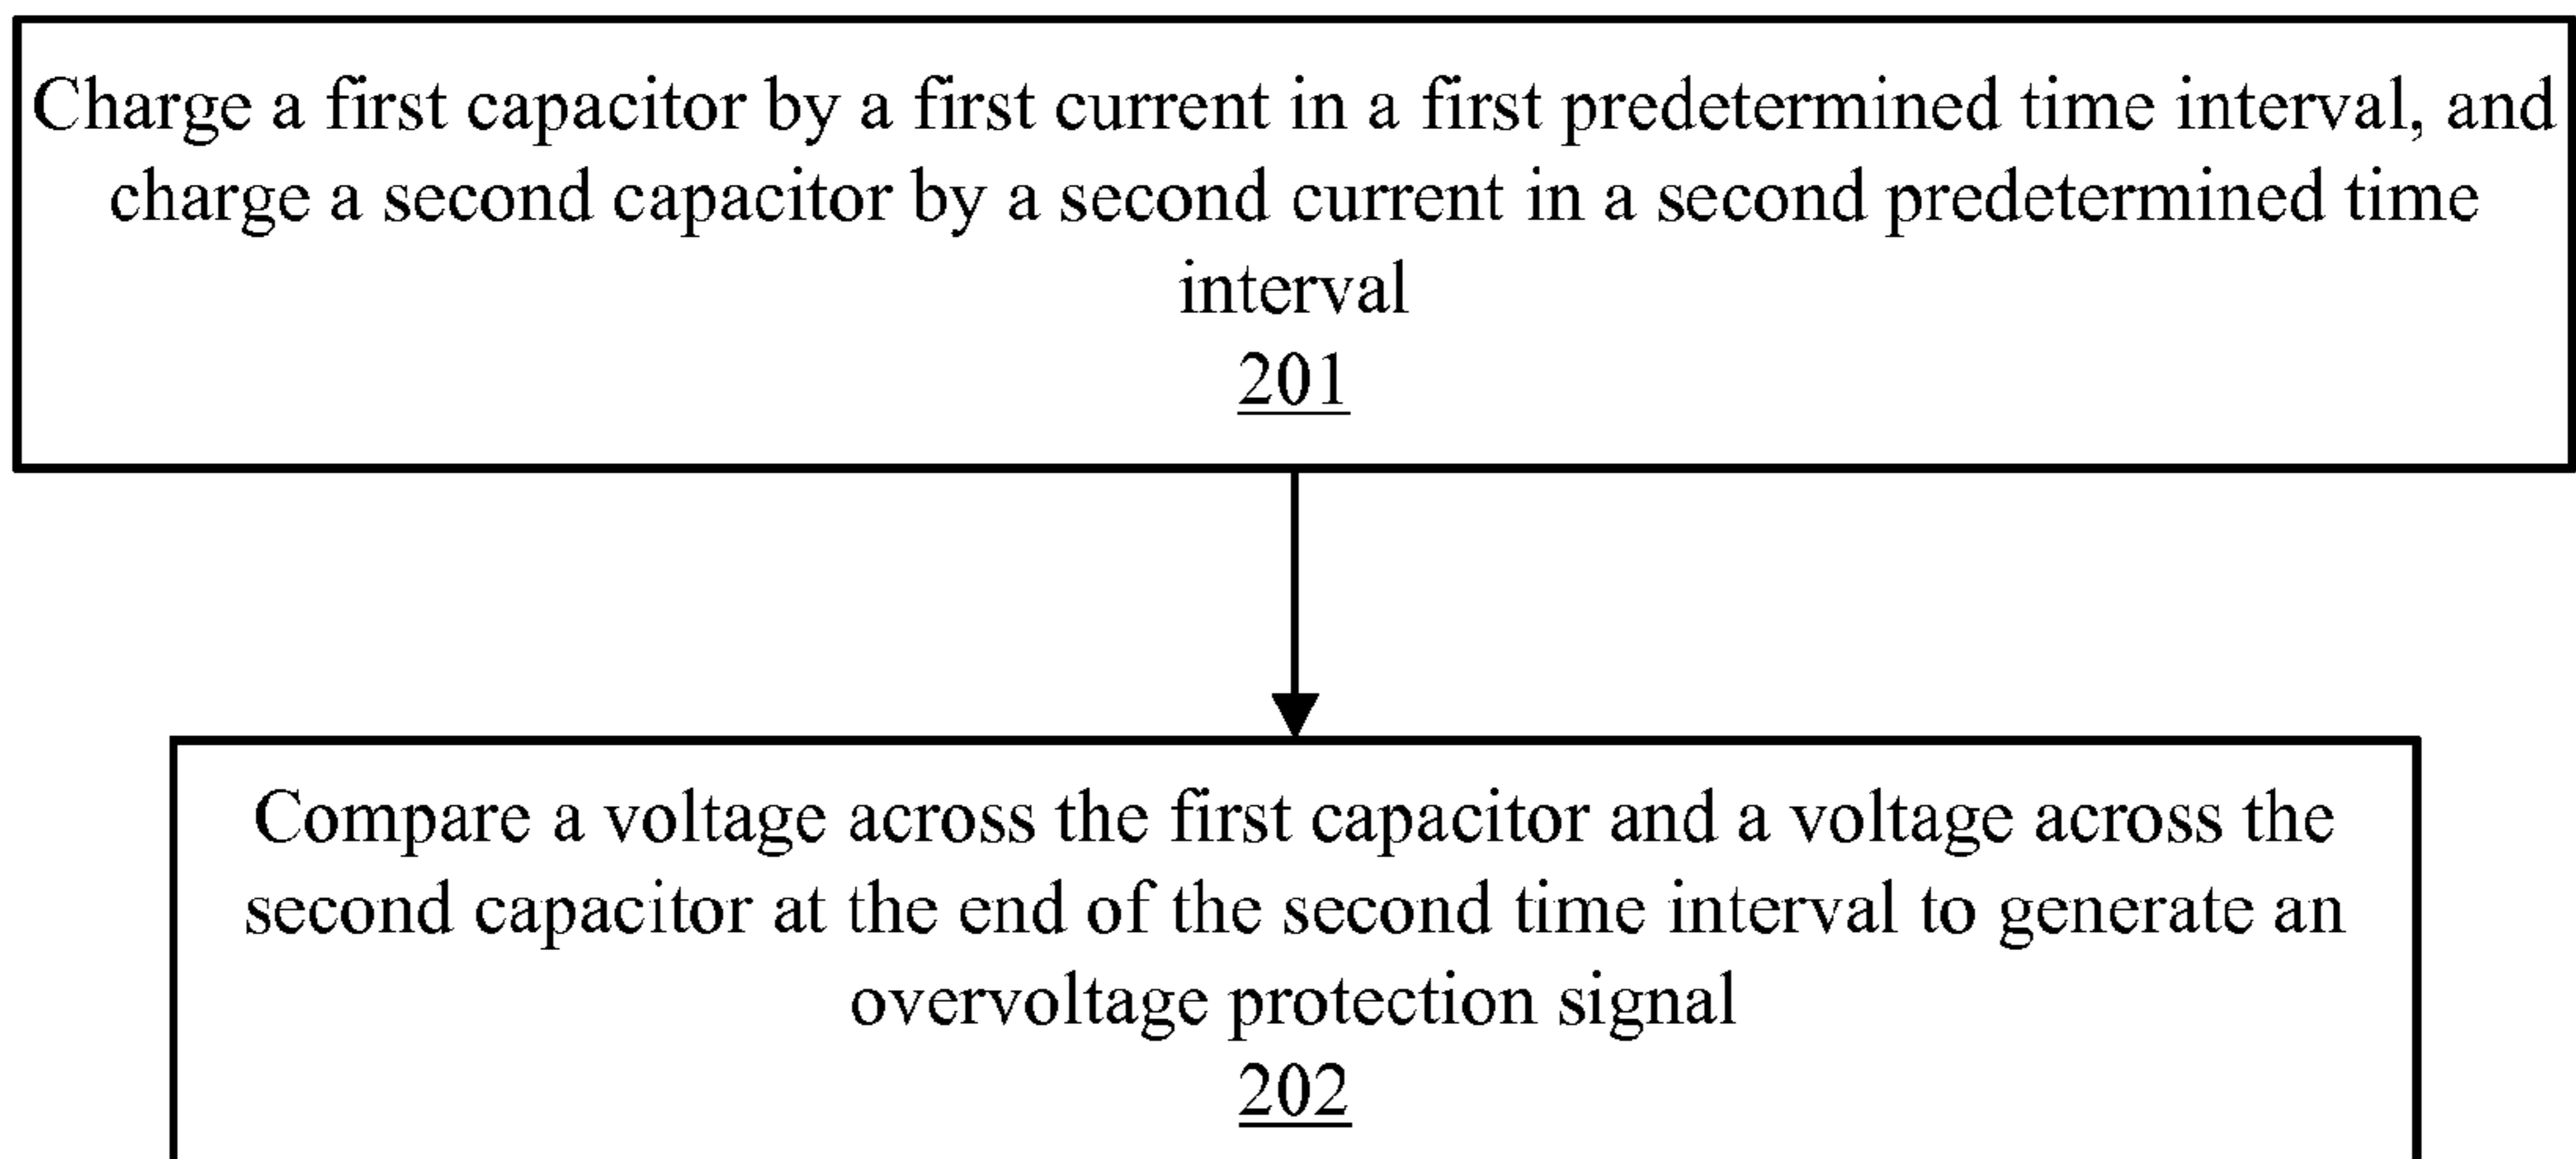 Charge a first capacitor by a first current in a first predetermined time interval, and
charge a second capacitor by a second current in a second predetermined time
interval
201
Compare a voltage across the first capacitor and a voltage across the
second capacitor at the end of the second time interval to generate an
overvoltage protection signal
202